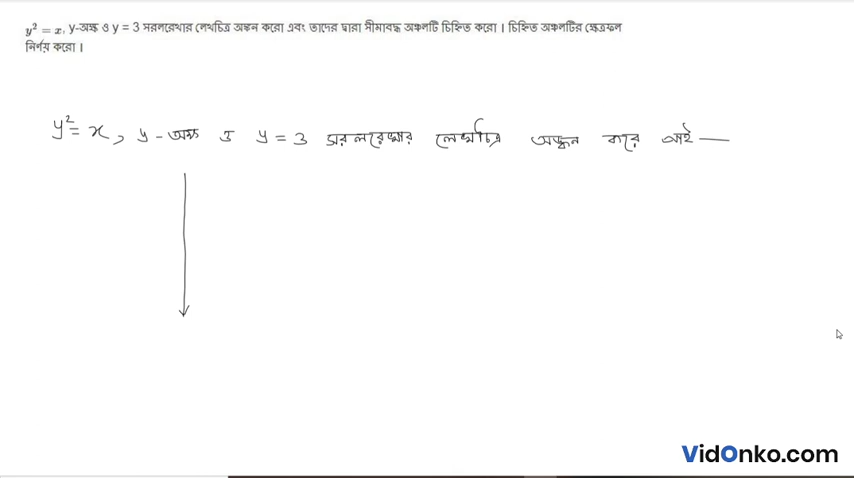 y² = x, y-অক্ষ ও y = 3 সরলরেখার লেখচিত্র অঙ্কন করো এবং তাদের দ্বারা সীমাবদ্ধ অঞ্চলটি চিহ্নিত করো । চিহ্নিত অঞ্চলটির ক্ষেত্রফল
নির্ণয় করো ।
y² = x, y - অক্ষ ও y = 3 সরলরেখার লেখচিত্র অঙ্কন করে পাই —
VidOnko.com